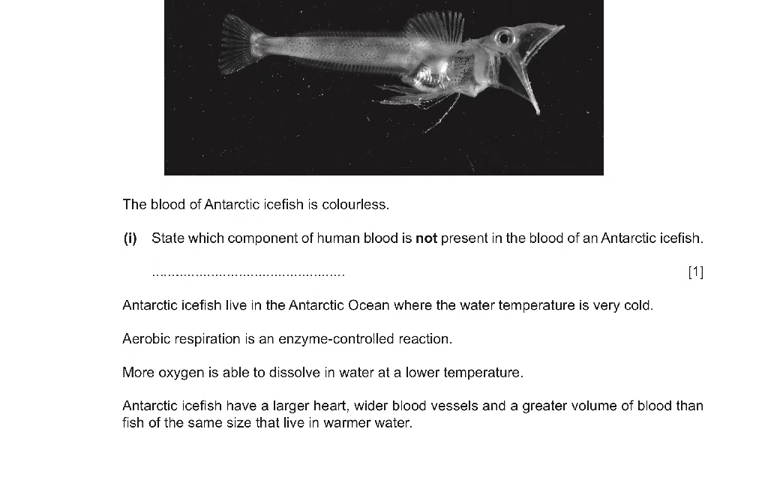 The blood of Antarctic icefish is colourless.
(i) State which component of human blood is not present in the blood of an Antarctic icefish.
................................................ [1]
Antarctic icefish live in the Antarctic Ocean where the water temperature is very cold.
Aerobic respiration is an enzyme-controlled reaction.
More oxygen is able to dissolve in water at a lower temperature.
Antarctic icefish have a larger heart, wider blood vessels and a greater volume of blood than
fish of the same size that live in warmer water.